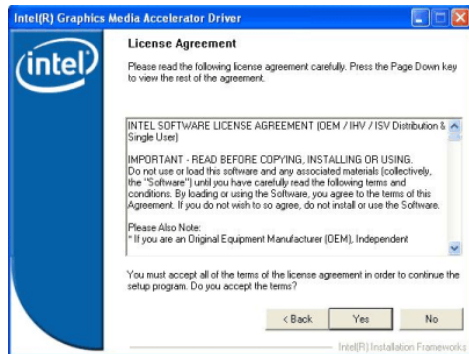 Intel(R) Graphics Media Accelerator Driver
intel
License Agreement
Please read the following license agreement carefully. Press the Page Down key
to view the rest of the agreement.
INTEL SOFTWARE LICENSE AGREEMENT (OEM / IHV / ISV Distribution &
Single User)
IMPORTANT - READ BEFORE COPYING, INSTALLING OR USING.
Do not use or load this software and any associated materials (collectively,
the "Software") until you have carefully read the following terms and
conditions. By loading or using the Software, you agree to the terms of this
Agreement. If you do not wish to so agree, do not install or use the Software.
Please Also Note:
* If you are an Original Equipment Manufacturer (OEM), Independent
You must accept all of the terms of the license agreement in order to continue the
setup program. Do you accept the terms?
< Back
Yes
No
Intel(R) Installation Frameworks